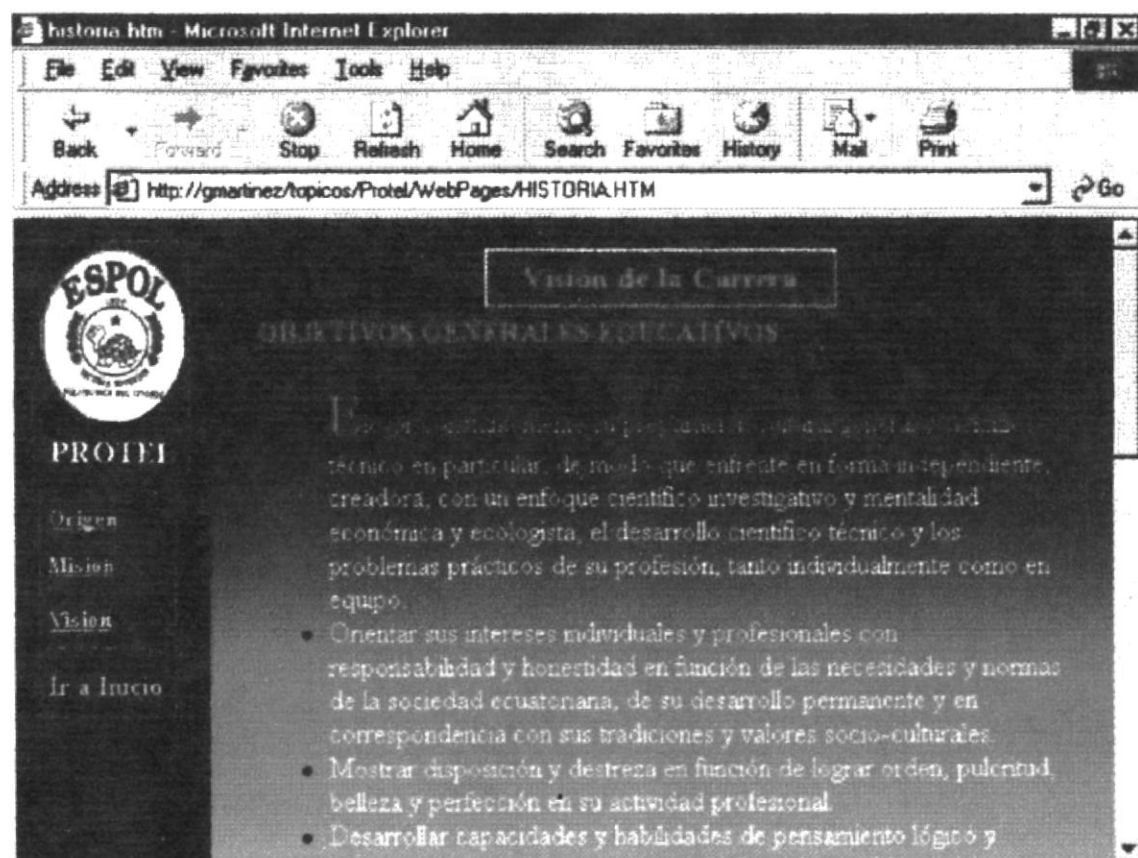 historia.htm - Microsoft Internet Explorer
File Edit View Favorites Tools Help
Back Forward Stop Refresh Home Search Favorites History Mail Print
Address http://gmartinez/topicos/Protel/WebPages/HISTORIA.HTM Go
ESPOL
Vision de la Carrera
OBJETIVOS GENERALES EDUCATIVOS
PROTEL
técnico en particular, de modo que enfrente en forma independiente,
creadora, con un enfoque científico investigativo y mentalidad
económica y ecologista, el desarrollo científico técnico y los
problemas prácticos de su profesión, tanto individualmente como en
equipo.
Origen
Mision
Vision
Ir a Inicio
• Orientar sus intereses individuales y profesionales con
responsabilidad y honestidad en función de las necesidades y normas
de la sociedad ecuatoriana, de su desarrollo permanente y en
correspondencia con sus tradiciones y valores socio-culturales.
• Mostrar disposición y destreza en función de lograr orden, pulcritud,
belleza y perfección en su actividad profesional.
• Desarrollar capacidades y habilidades de pensamiento lógico y